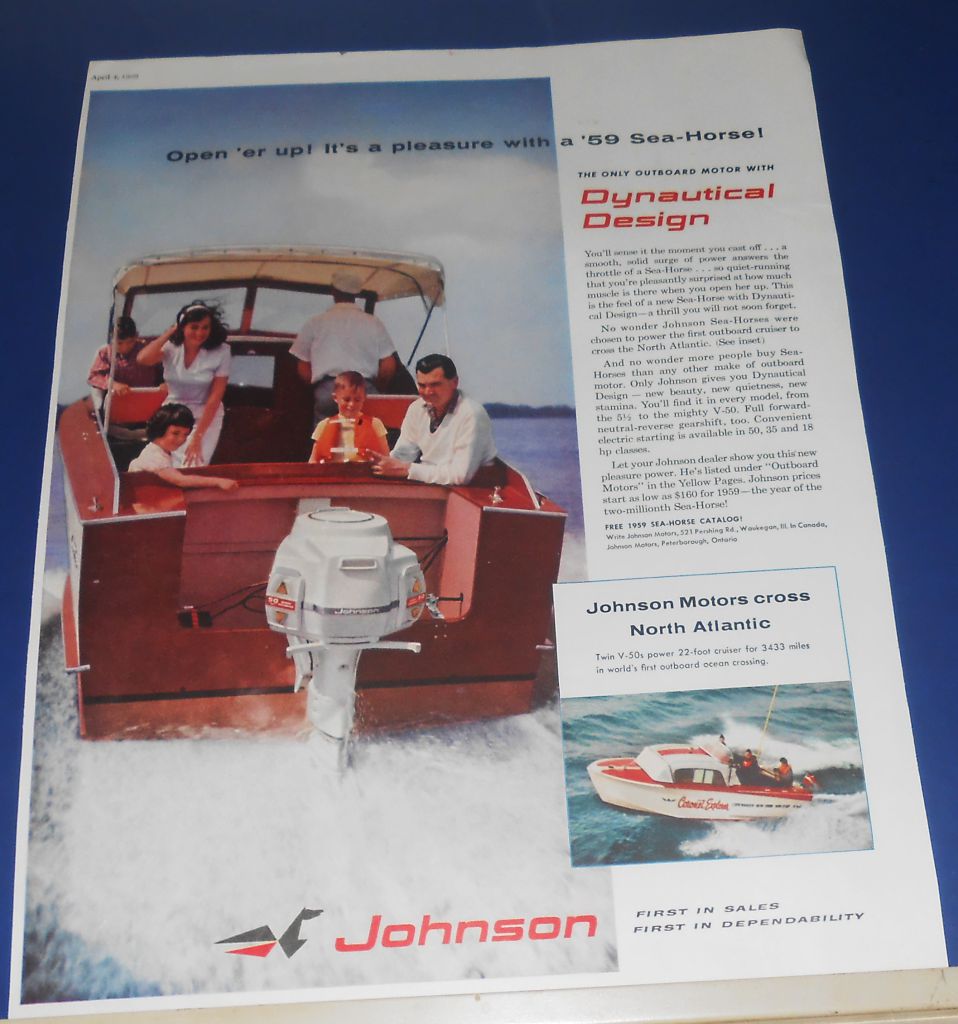 April 4, 1959
Open 'er up! It's a pleasure with a '59 Sea-Horse!
THE ONLY OUTBOARD MOTOR WITH
Dynautical
Design
You'll sense it the moment you cast off . . . a
smooth, solid surge of power answers the
throttle of a Sea-Horse . . . so quiet-running
that you're pleasantly surprised at how much
muscle is there when you open her up. This
is the feel of a new Sea-Horse with Dynauti-
cal Design—a thrill you will not soon forget.
No wonder Johnson Sea-Horses were
chosen to power the first outboard cruiser to
cross the North Atlantic. (See inset)
And no wonder more people buy Sea-
Horses than any other make of outboard
motor. Only Johnson gives you Dynautical
Design — new beauty, new quietness, new
stamina. You'll find it in every model, from
the 5½ to the mighty V-50. Full forward-
neutral-reverse gearshift, too. Convenient
electric starting is available in 50, 35 and 18
hp classes.
Let your Johnson dealer show you this new
pleasure power. He's listed under "Outboard
Motors" in the Yellow Pages. Johnson prices
start as low as $160 for 1959—the year of the
two-millionth Sea-Horse!
FREE 1959 SEA-HORSE CATALOG!
Write Johnson Motors, 521 Pershing Rd., Waukegan, Ill. In Canada,
Johnson Motors, Peterborough, Ontario
50
Johnson
Johnson Motors cross
North Atlantic
Twin V-50s power 22-foot cruiser for 3433 miles
in world's first outboard ocean crossing.
Coronet Explorer
Johnson
FIRST IN SALES
FIRST IN DEPENDABILITY